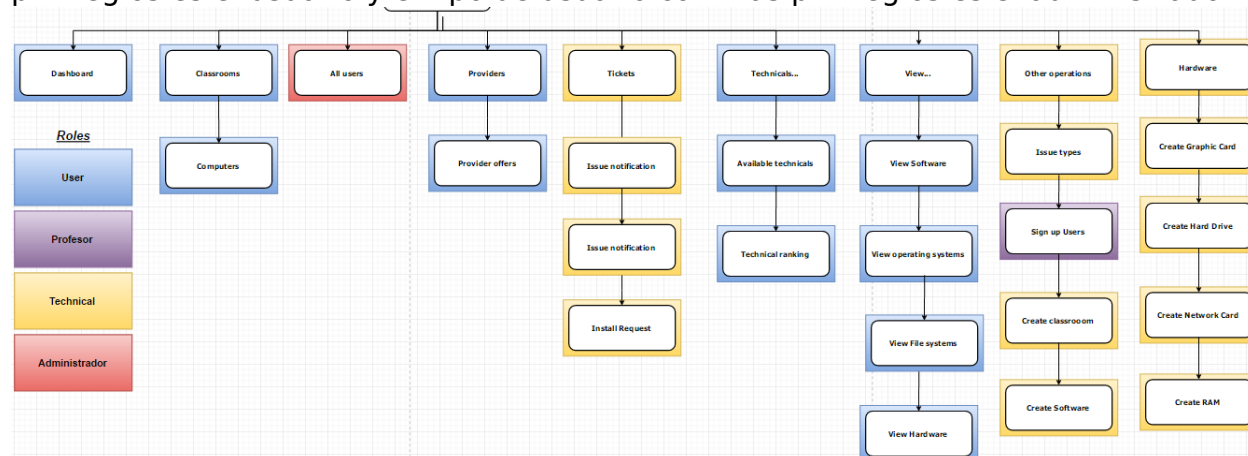 Dashboard
Classrooms
All users
Providers
Tickets
Technicals...
View...
Other operations
Hardware
Roles
User
Profesor
Technical
Administrador
Computers
Provider offers
Issue notification
Issue notification
Install Request
Available technicals
Technical ranking
View Software
View operating systems
View File systems
View Hardware
Issue types
Sign up Users
Create classrooom
Create Software
Create Graphic Card
Create Hard Drive
Create Network Card
Create RAM